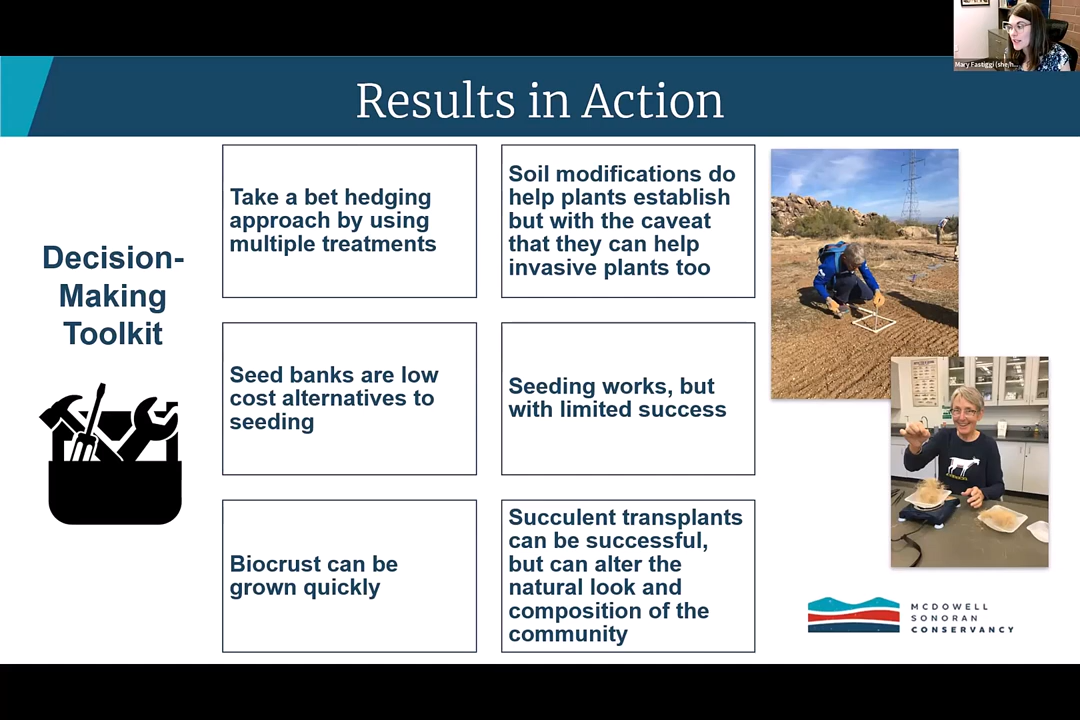 Mary Fastiggi (she/h...
Results in Action
Decision-
Making
Toolkit
Take a bet hedging
approach by using
multiple treatments
Soil modifications do
help plants establish
but with the caveat
that they can help
invasive plants too
Seed banks are low
cost alternatives to
seeding
Seeding works, but
with limited success
Biocrust can be
grown quickly
Succulent transplants
can be successful,
but can alter the
natural look and
composition of the
community
MCDOWELL
SONORAN
CONSERVANCY